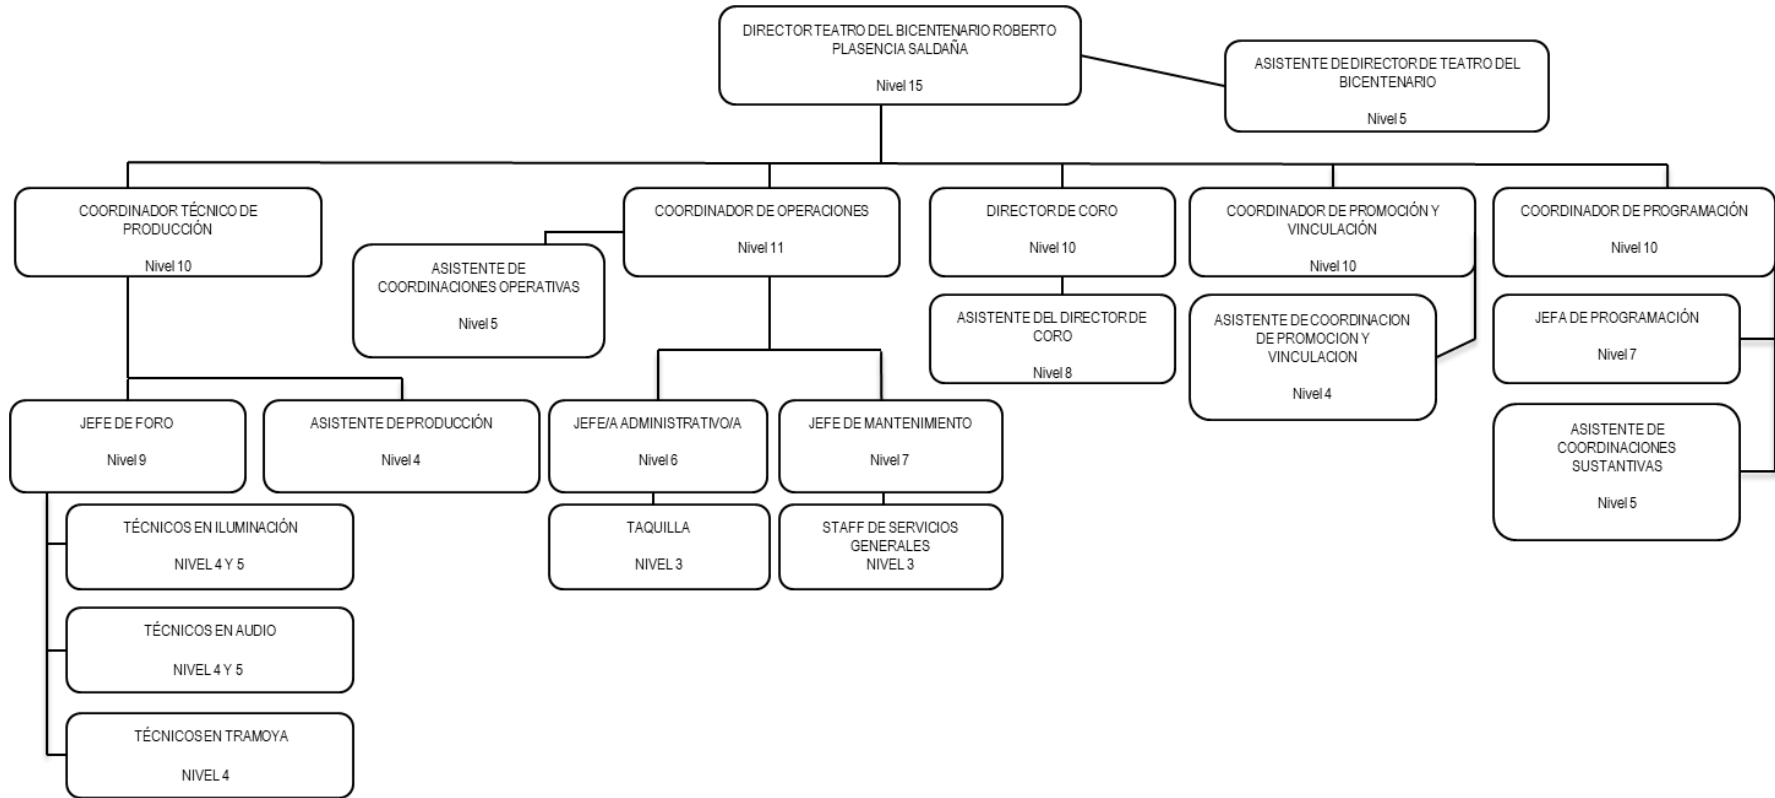 DIRECTOR TEATRO DEL BICENTENARIO ROBERTO
PLASENCIA SALDAÑA
Nivel 15
ASISTENTE DE DIRECTOR DE TEATRO DEL
BICENTENARIO
Nivel 5
COORDINADOR TÉCNICO DE
PRODUCCIÓN
Nivel 10
COORDINADOR DE OPERACIONES
Nivel 11
ASISTENTE DE
COORDINACIONES OPERATIVAS
Nivel 5
DIRECTOR DE CORO
Nivel 10
COORDINADOR DE PROMOCIÓN Y
VINCULACIÓN
Nivel 10
COORDINADOR DE PROGRAMACIÓN
Nivel 10
ASISTENTE DEL DIRECTOR DE
CORO
Nivel 8
ASISTENTE DE COORDINACION
DE PROMOCION Y
VINCULACION
Nivel 4
JEFA DE PROGRAMACIÓN
Nivel 7
ASISTENTE DE
COORDINACIONES
SUSTANTIVAS
Nivel 5
JEFE DE FORO
Nivel 9
ASISTENTE DE PRODUCCIÓN
Nivel 4
JEFE/A ADMINISTRATIVO/A
Nivel 6
JEFE DE MANTENIMIENTO
Nivel 7
TÉCNICOS EN ILUMINACIÓN
NIVEL 4 Y 5
TAQUILLA
NIVEL 3
STAFF DE SERVICIOS
GENERALES
NIVEL 3
TÉCNICOS EN AUDIO
NIVEL 4 Y 5
TÉCNICOS EN TRAMOYA
NIVEL 4